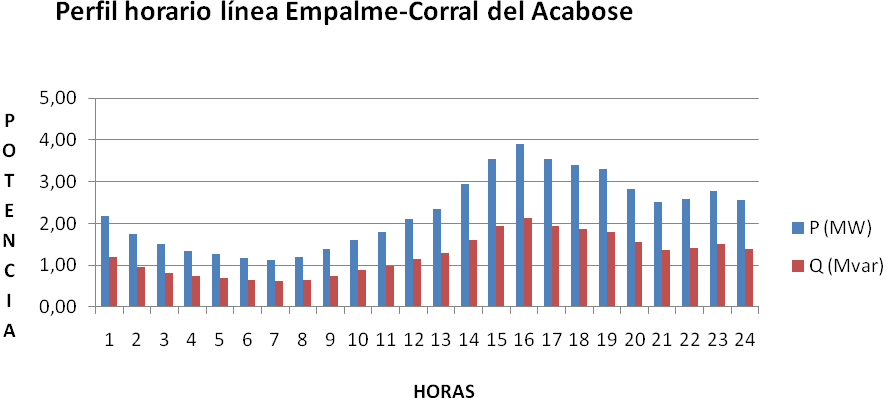 Perfil horario línea Empalme-Corral del Acabose
POTENCIA
5,00
4,00
3,00
2,00
1,00
0,00
1 2 3 4 5 6 7 8 9 10 11 12 13 14 15 16 17 18 19 20 21 22 23 24
HORAS
P (MW)
Q (Mvar)